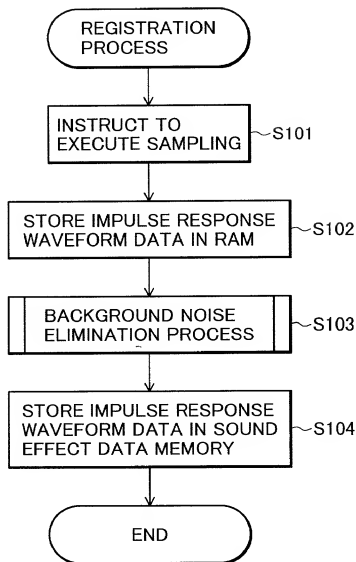 REGISTRATION
PROCESS
INSTRUCT TO
EXECUTE SAMPLING
S101
STORE IMPULSE RESPONSE
WAVEFORM DATA IN RAM
S102
BACKGROUND NOISE
ELIMINATION PROCESS
S103
STORE IMPULSE RESPONSE
WAVEFORM DATA IN SOUND
EFFECT DATA MEMORY
S104
END